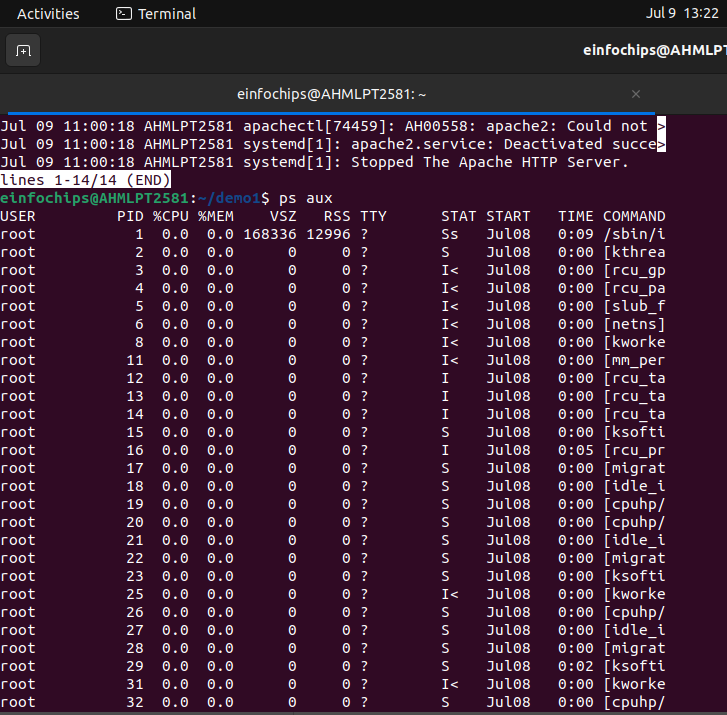 Activities Terminal Jul 9 13:22
einfochips@AHMLPT
einfochips@AHMLPT2581: ~ ×
Jul 09 11:00:18 AHMLPT2581 apachectl[74459]: AH00558: apache2: Could not >
Jul 09 11:00:18 AHMLPT2581 systemd[1]: apache2.service: Deactivated succe>
Jul 09 11:00:18 AHMLPT2581 systemd[1]: Stopped The Apache HTTP Server.
lines 1-14/14 (END)
einfochips@AHMLPT2581:~/demo1$ ps aux
USER PID %CPU %MEM VSZ RSS TTY STAT START TIME COMMAND
root 1 0.0 0.0 168336 12996 ? Ss Jul08 0:09 /sbin/i
root 2 0.0 0.0 0 0 ? S Jul08 0:00 [kthrea
root 3 0.0 0.0 0 0 ? I< Jul08 0:00 [rcu_gp
root 4 0.0 0.0 0 0 ? I< Jul08 0:00 [rcu_pa
root 5 0.0 0.0 0 0 ? I< Jul08 0:00 [slub_f
root 6 0.0 0.0 0 0 ? I< Jul08 0:00 [netns]
root 8 0.0 0.0 0 0 ? I< Jul08 0:00 [kworke
root 11 0.0 0.0 0 0 ? I< Jul08 0:00 [mm_per
root 12 0.0 0.0 0 0 ? I Jul08 0:00 [rcu_ta
root 13 0.0 0.0 0 0 ? I Jul08 0:00 [rcu_ta
root 14 0.0 0.0 0 0 ? I Jul08 0:00 [rcu_ta
root 15 0.0 0.0 0 0 ? S Jul08 0:00 [ksofti
root 16 0.0 0.0 0 0 ? I Jul08 0:05 [rcu_pr
root 17 0.0 0.0 0 0 ? S Jul08 0:00 [migrat
root 18 0.0 0.0 0 0 ? S Jul08 0:00 [idle_i
root 19 0.0 0.0 0 0 ? S Jul08 0:00 [cpuhp/
root 20 0.0 0.0 0 0 ? S Jul08 0:00 [cpuhp/
root 21 0.0 0.0 0 0 ? S Jul08 0:00 [idle_i
root 22 0.0 0.0 0 0 ? S Jul08 0:00 [migrat
root 23 0.0 0.0 0 0 ? S Jul08 0:00 [ksofti
root 25 0.0 0.0 0 0 ? I< Jul08 0:00 [kworke
root 26 0.0 0.0 0 0 ? S Jul08 0:00 [cpuhp/
root 27 0.0 0.0 0 0 ? S Jul08 0:00 [idle_i
root 28 0.0 0.0 0 0 ? S Jul08 0:00 [migrat
root 29 0.0 0.0 0 0 ? S Jul08 0:02 [ksofti
root 31 0.0 0.0 0 0 ? I< Jul08 0:00 [kworke
root 32 0.0 0.0 0 0 ? S Jul08 0:00 [cpuhp/